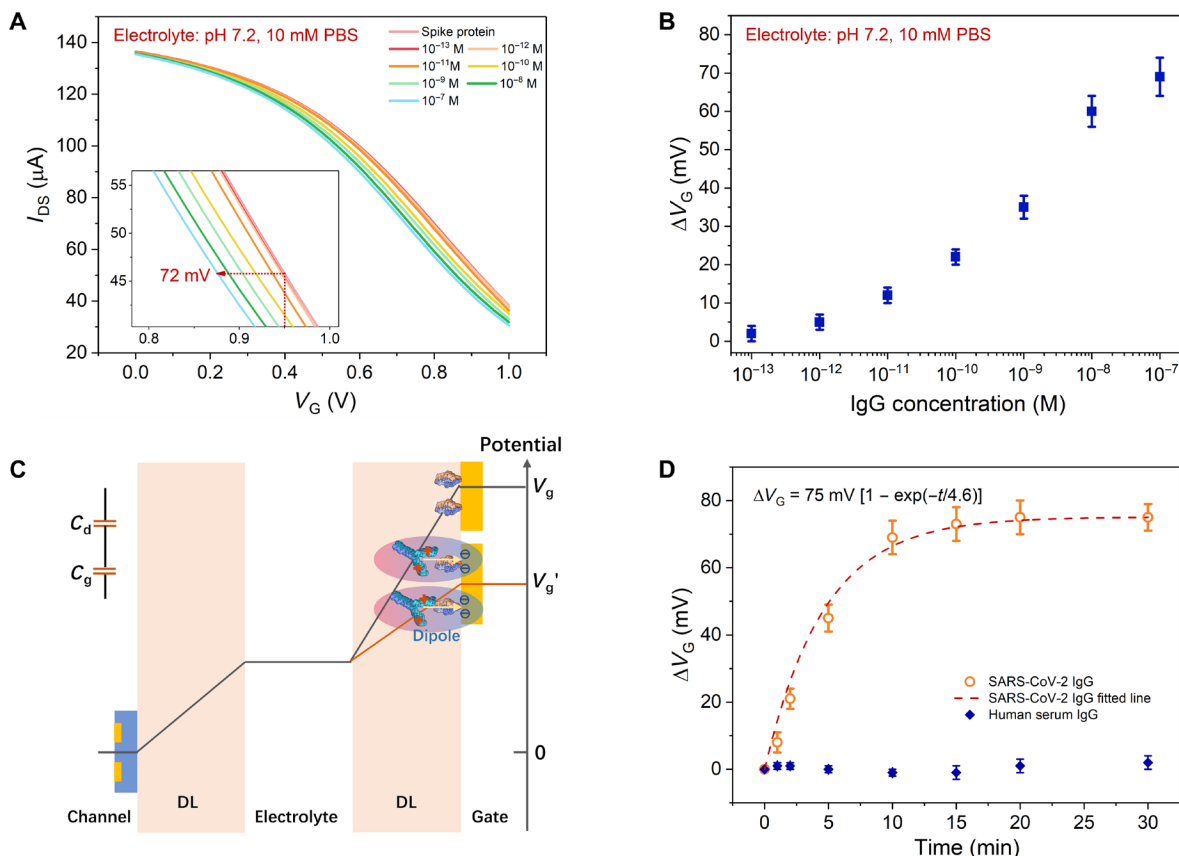 A
Electrolyte: pH 7.2, 10 mM PBS
Spike protein
10⁻¹³ M 10⁻¹² M
10⁻¹¹ M 10⁻¹⁰ M
10⁻⁹ M 10⁻⁸ M
10⁻⁷ M
140
120
100
80
60
40
20
I_DS (μA)
55
50
45
72 mV
0.8 0.9 1.0
0.0 0.2 0.4 0.6 0.8 1.0
V_G (V)
B
Electrolyte: pH 7.2, 10 mM PBS
80
70
60
50
40
30
20
10
0
ΔV_G (mV)
10⁻¹³ 10⁻¹² 10⁻¹¹ 10⁻¹⁰ 10⁻⁹ 10⁻⁸ 10⁻⁷
IgG concentration (M)
C
Potential
V_g
C_d
C_g
V_g'
Dipole
0
DL
DL
Channel Electrolyte Gate
D
ΔV_G = 75 mV [1 − exp(−t/4.6)]
80
60
40
20
0
ΔV_G (mV)
SARS-CoV-2 IgG
SARS-CoV-2 IgG fitted line
Human serum IgG
0 5 10 15 20 25 30
Time (min)